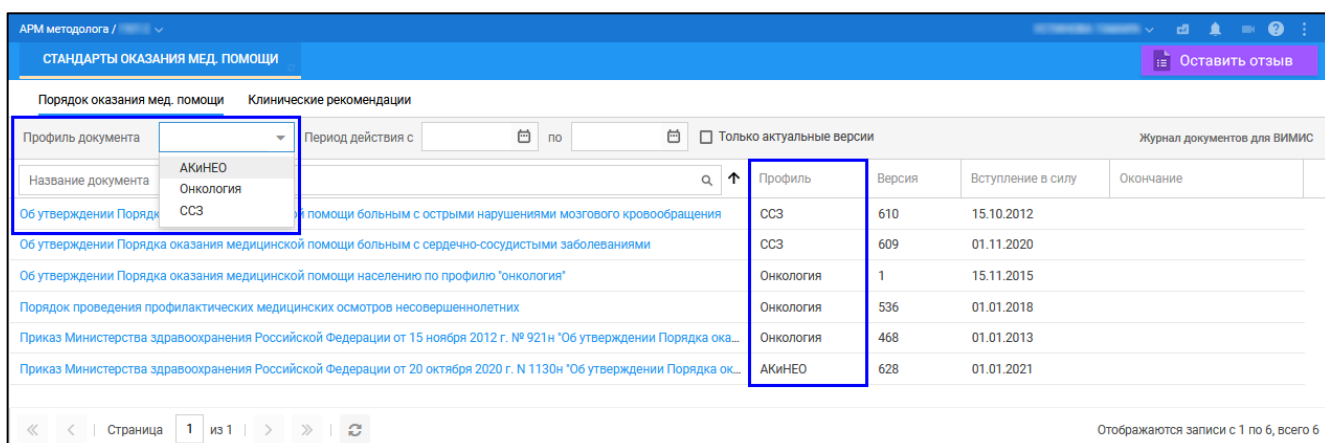 АРМ методолога /
СТАНДАРТЫ ОКАЗАНИЯ МЕД. ПОМОЩИ
Оставить отзыв
Порядок оказания мед. помощи Клинические рекомендации
Профиль документа Период действия с по Только актуальные версии Журнал документов для ВИМИС
АКиНЕО
Онкология
ССЗ
Название документа Профиль Версия Вступление в силу Окончание
Об утверждении Порядк й помощи больным с острыми нарушениями мозгового кровообращения ССЗ 610 15.10.2012
Об утверждении Порядка оказания медицинской помощи больным с сердечно-сосудистыми заболеваниями ССЗ 609 01.11.2020
Об утверждении Порядка оказания медицинской помощи населению по профилю "онкология" Онкология 1 15.11.2015
Порядок проведения профилактических медицинских осмотров несовершеннолетних Онкология 536 01.01.2018
Приказ Министерства здравоохранения Российской Федерации от 15 ноября 2012 г. № 921н "Об утверждении Порядка ока... Онкология 468 01.01.2013
Приказ Министерства здравоохранения Российской Федерации от 20 октября 2020 г. N 1130н "Об утверждении Порядка ок... АКиНЕО 628 01.01.2021
Страница 1 из 1 Отображаются записи с 1 по 6, всего 6